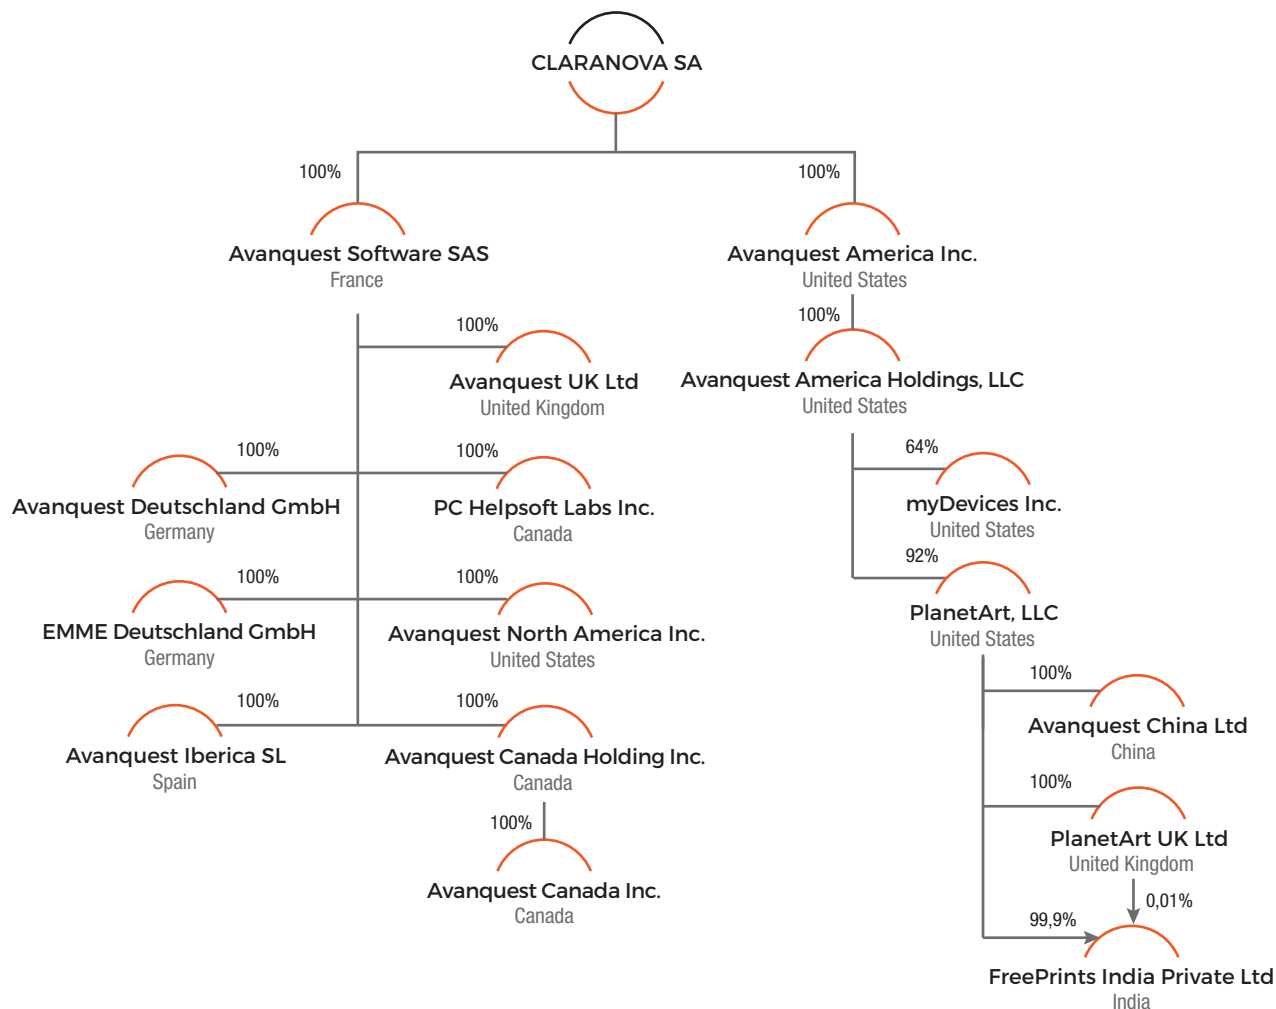 CLARANOVA SA
100%
100%
Avanquest Software SAS
France
Avanquest America Inc.
United States
100%
100%
Avanquest UK Ltd
United Kingdom
Avanquest America Holdings, LLC
United States
100%
100%
64%
Avanquest Deutschland GmbH
Germany
PC Helpsoft Labs Inc.
Canada
myDevices Inc.
United States
92%
100%
100%
EMME Deutschland GmbH
Germany
Avanquest North America Inc.
United States
PlanetArt, LLC
United States
100%
100%
100%
Avanquest Iberica SL
Spain
Avanquest Canada Holding Inc.
Canada
Avanquest China Ltd
China
100%
100%
Avanquest Canada Inc.
Canada
PlanetArt UK Ltd
United Kingdom
0,01%
99,9%
FreePrints India Private Ltd
India